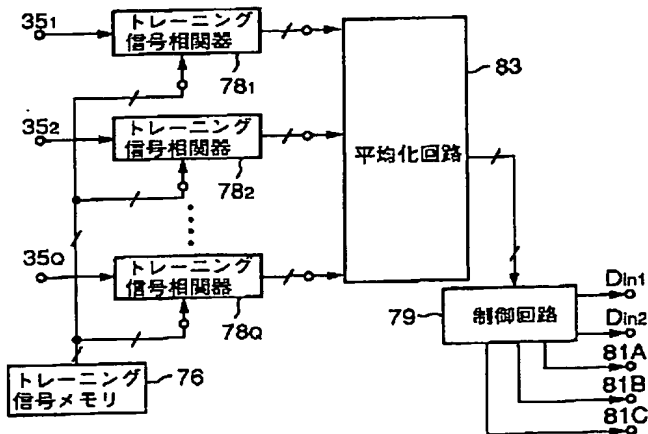 35₁
トレーニング
信号相関器
78₁
83
35₂
トレーニング
信号相関器
78₂
平均化回路
35Q
トレーニング
信号相関器
78Q
79
制御回路
Din1
Din2
81A
81B
81C
トレーニング
信号メモリ
76